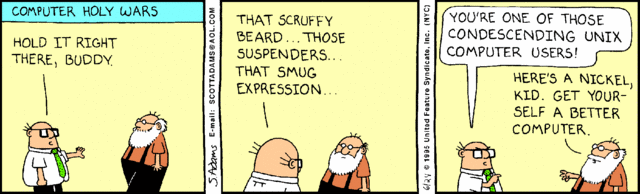 COMPUTER HOLY WARS
HOLD IT RIGHT
THERE, BUDDY.
THAT SCRUFFY
BEARD... THOSE
SUSPENDERS...
THAT SMUG
EXPRESSION...
S.Adams E-mail: SCOTTADAMS@AOL.COM
YOU'RE ONE OF THOSE
CONDESCENDING UNIX
COMPUTER USERS!
HERE'S A NICKEL,
KID. GET YOUR-
SELF A BETTER
COMPUTER.
6/24 © 1995 United Feature Syndicate, Inc. (NYC)